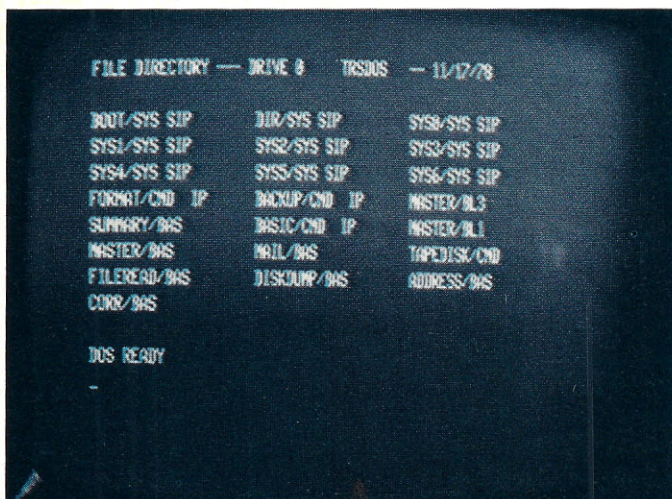 FILE DIRECTORY --- DRIVE 0 TRSDOS -- 11/17/78
BOOT/SYS SIP DIR/SYS SIP SYS0/SYS SIP
SYS1/SYS SIP SYS2/SYS SIP SYS3/SYS SIP
SYS4/SYS SIP SYS5/SYS SIP SYS6/SYS SIP
FORMAT/CMD IP BACKUP/CMD IP MASTER/BL3
SUMMARY/BAS BASIC/CMD IP MASTER/BL1
MASTER/BAS MAIL/BAS TAPEDISK/CMD
FILEREAD/BAS DISKDUMP/BAS ADDRESS/BAS
CORR/BAS
DOS READY
_